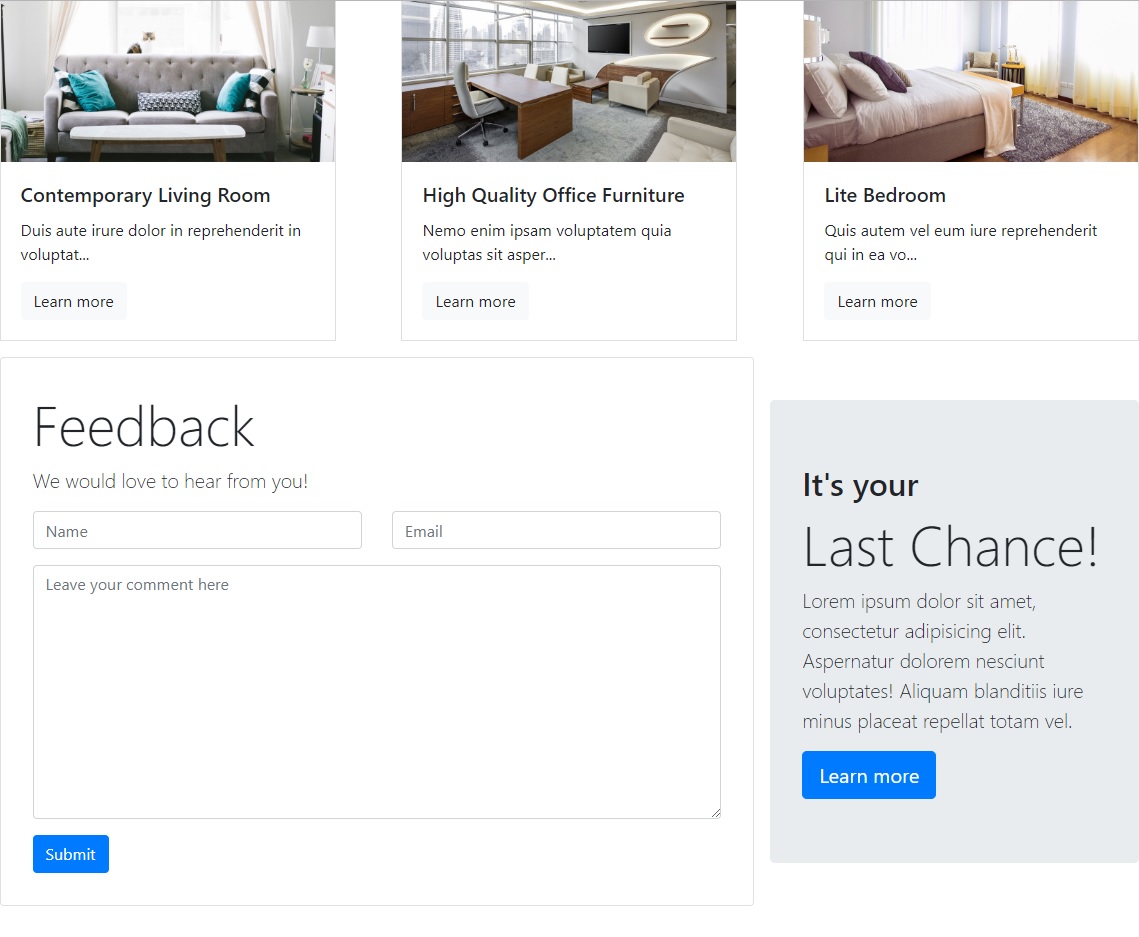 Contemporary Living Room
Duis aute irure dolor in reprehenderit in
voluptat...
Learn more
High Quality Office Furniture
Nemo enim ipsam voluptatem quia
voluptas sit asper...
Learn more
Lite Bedroom
Quis autem vel eum iure reprehenderit
qui in ea vo...
Learn more
Feedback
We would love to hear from you!
Name
Email
Leave your comment here
Submit
It's your
Last Chance!
Lorem ipsum dolor sit amet,
consectetur adipisicing elit.
Aspernatur dolorem nesciunt
voluptates! Aliquam blanditiis iure
minus placeat repellat totam vel.
Learn more